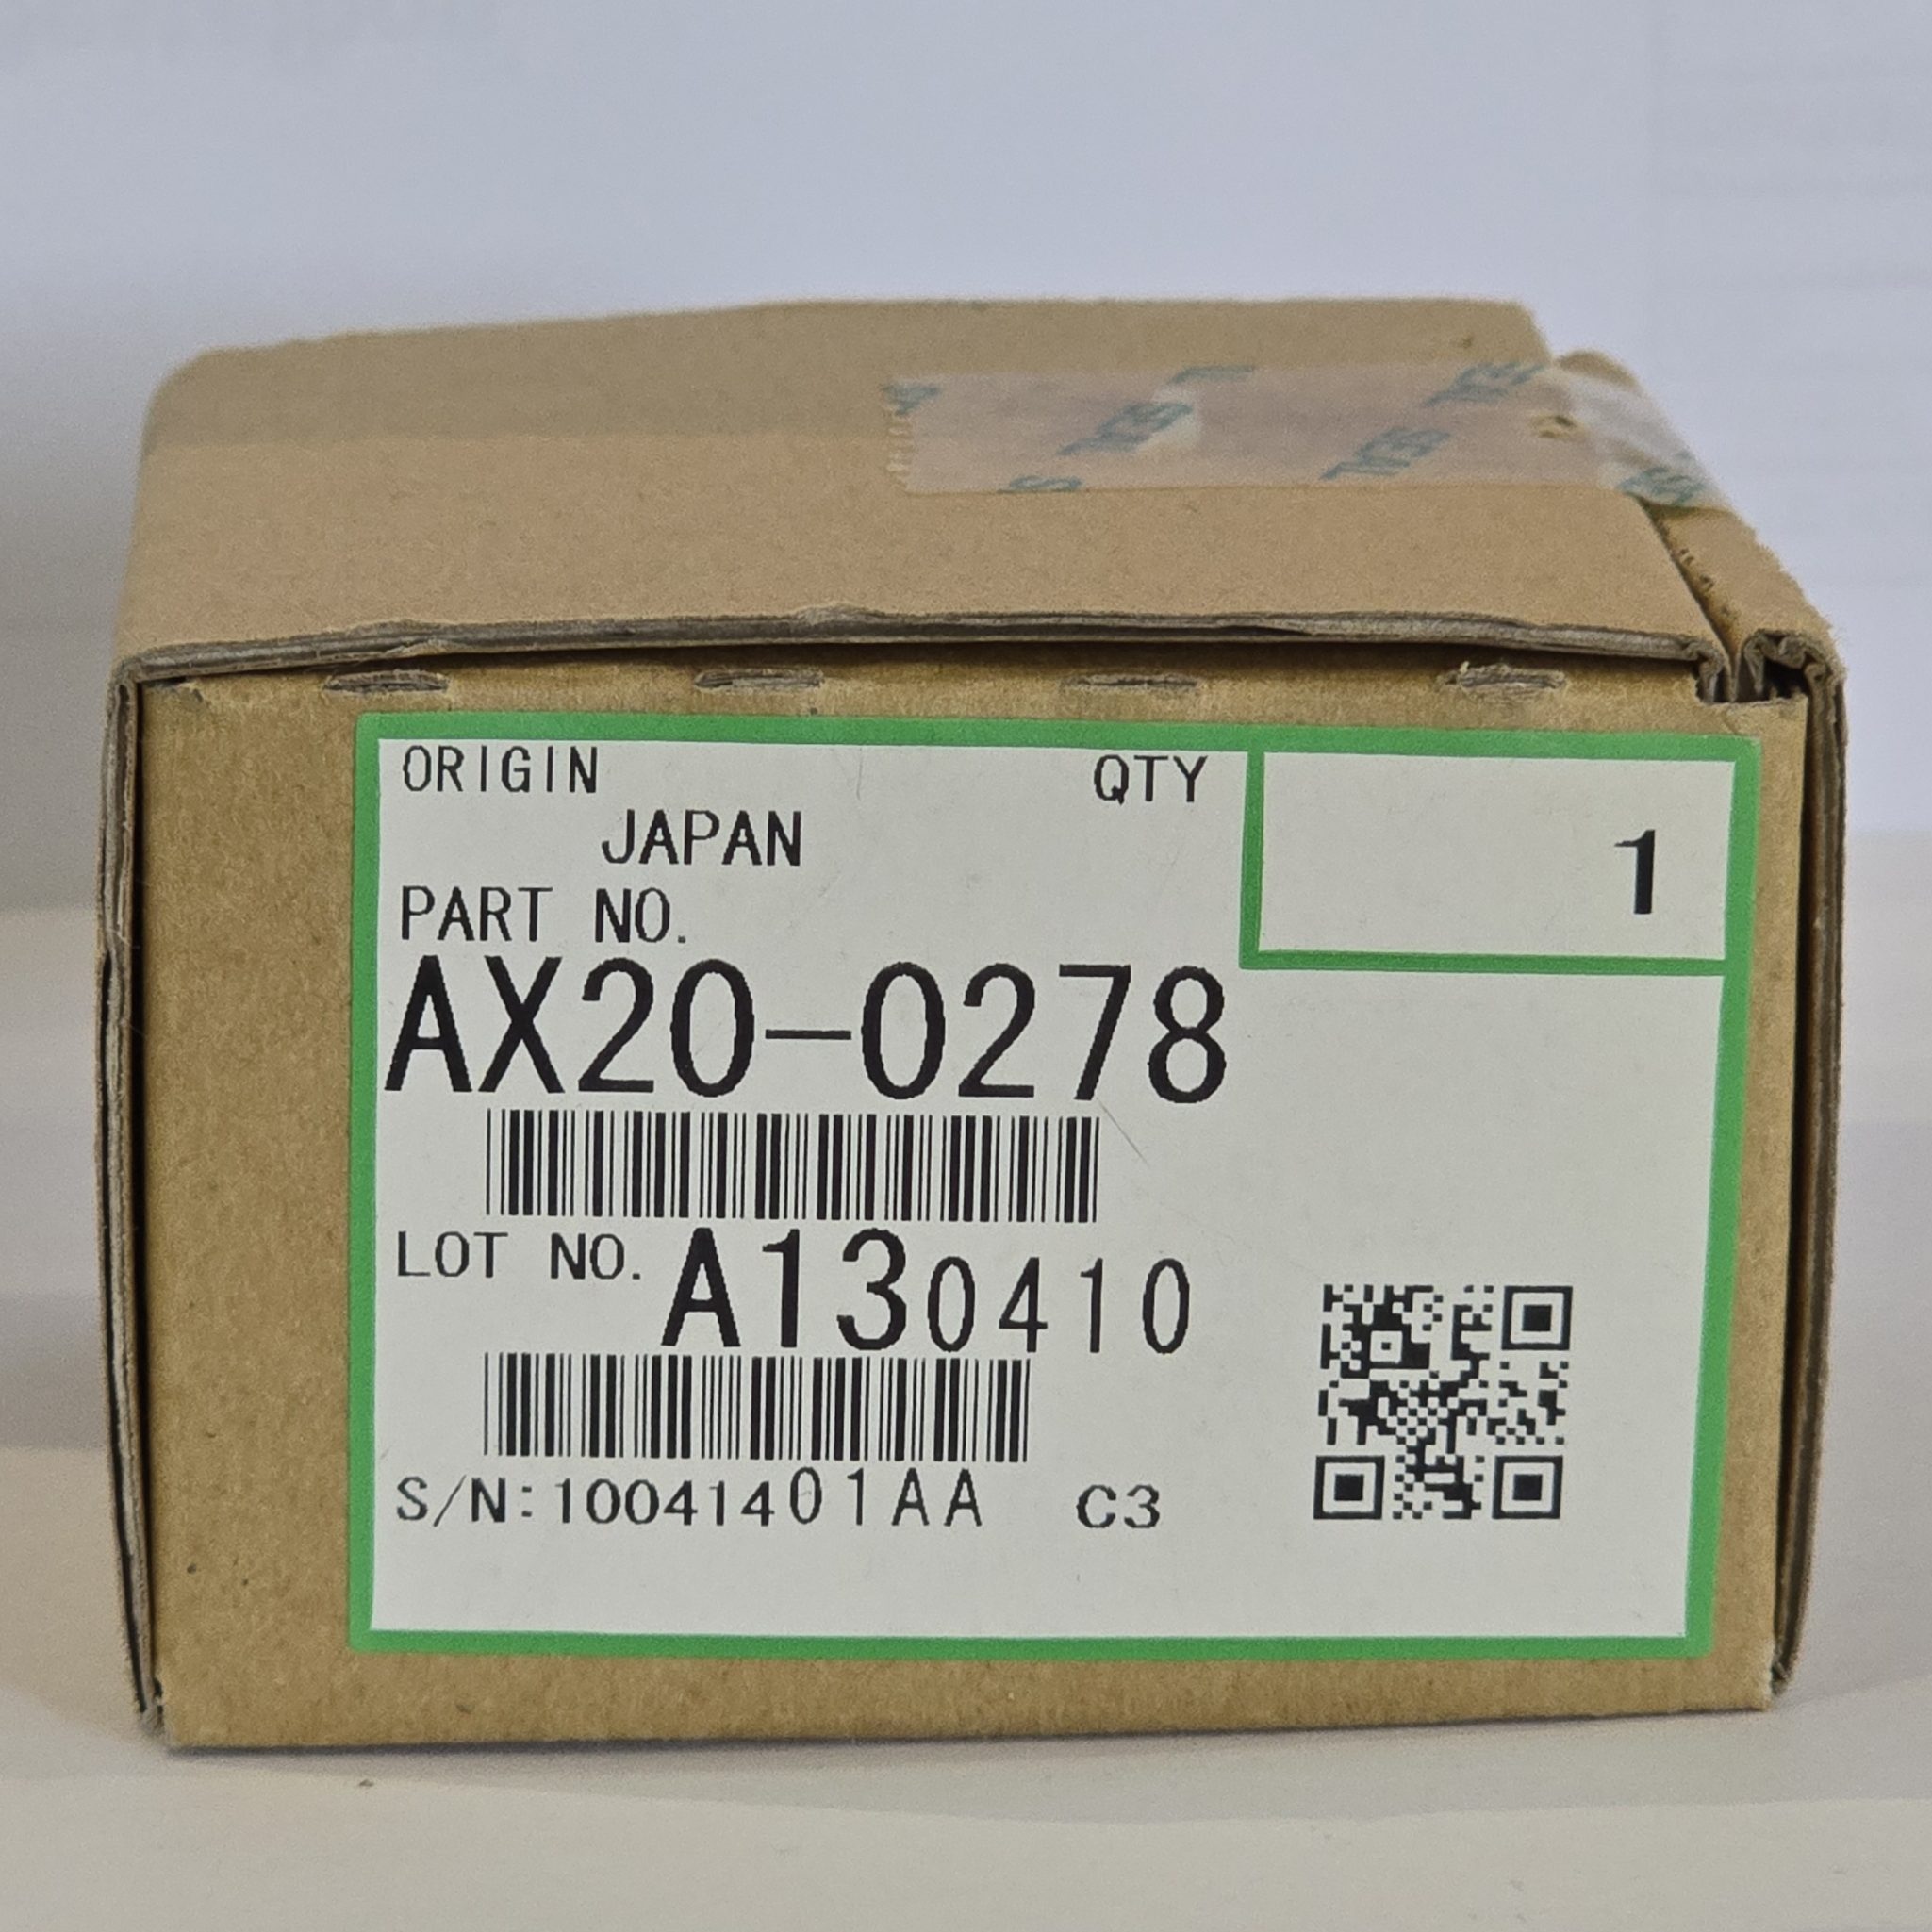 ORIGIN
JAPAN
QTY
1
PART NO.
AX20-0278
LOT NO. A130410
S/N:10041401AA C3